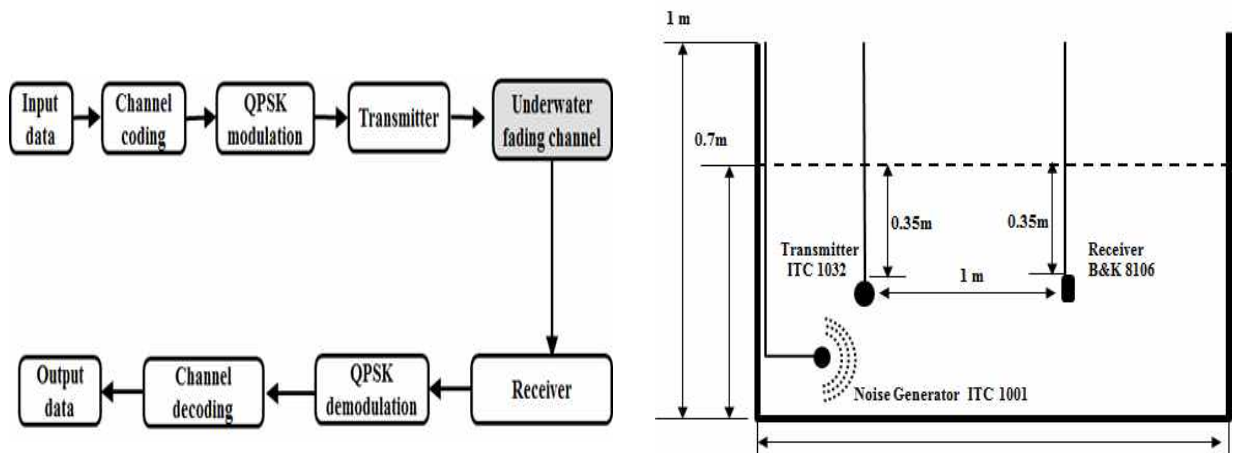 Input
data
Channel
coding
QPSK
modulation
Transmitter
Underwater
fading channel
Output
data
Channel
decoding
QPSK
demodulation
Receiver
1 m
0.7m
0.35m
0.35m
Transmitter
ITC 1032
1 m
Receiver
B&K 8106
Noise Generator ITC 1001